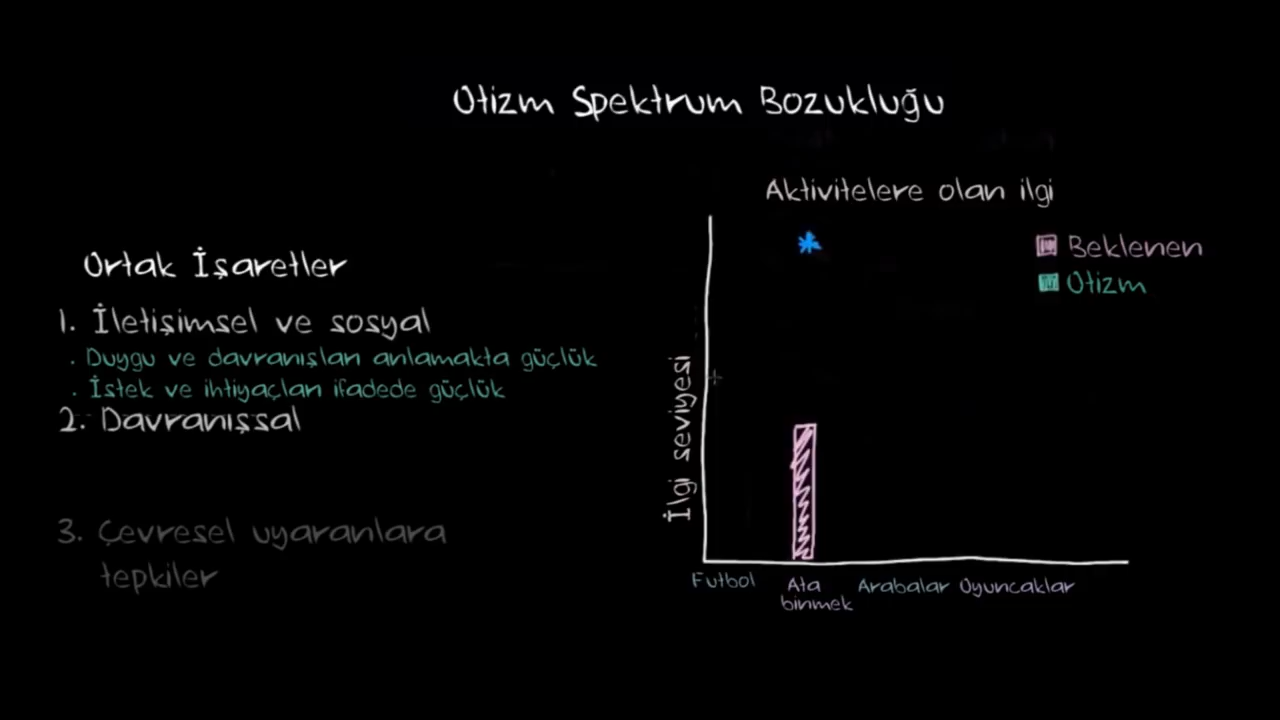 Otizm Spektrum Bozukluğu
Ortak İşaretler
1. İletişimsel ve sosyal
. Duygu ve davranışları anlamakta güçlük
. İstek ve ihtiyaçları ifadede güçlük
2. Davranışsal
3. Çevresel uyaranlara
tepkiler
Aktivitelere olan ilgi
Beklenen
Otizm
İlgi seviyesi
Futbol
Ata
binmek
Arabalar
Oyuncaklar